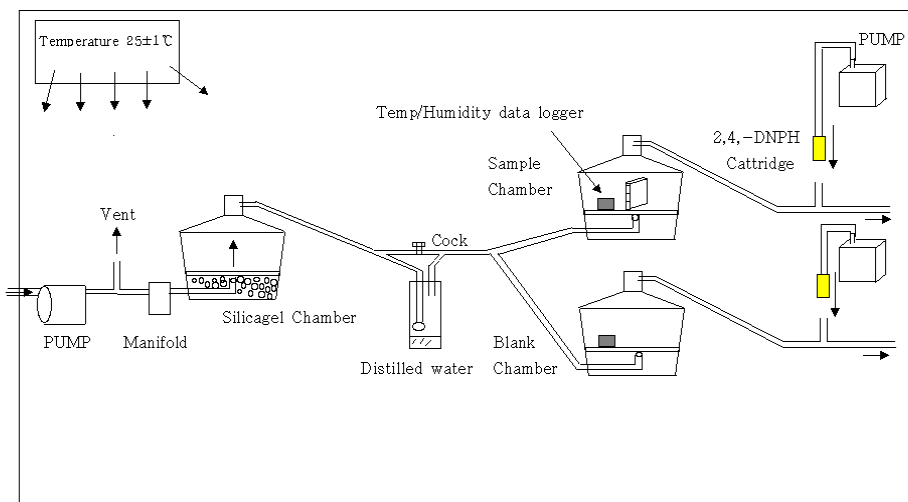 Temperature 25±1℃
PUMP
Temp/Humidity data logger
2,4,-DNPH
Cattridge
Sample
Chamber
Vent
Cock
Silicagel Chamber
PUMP
Manifold
Blank
Chamber
Distilled water